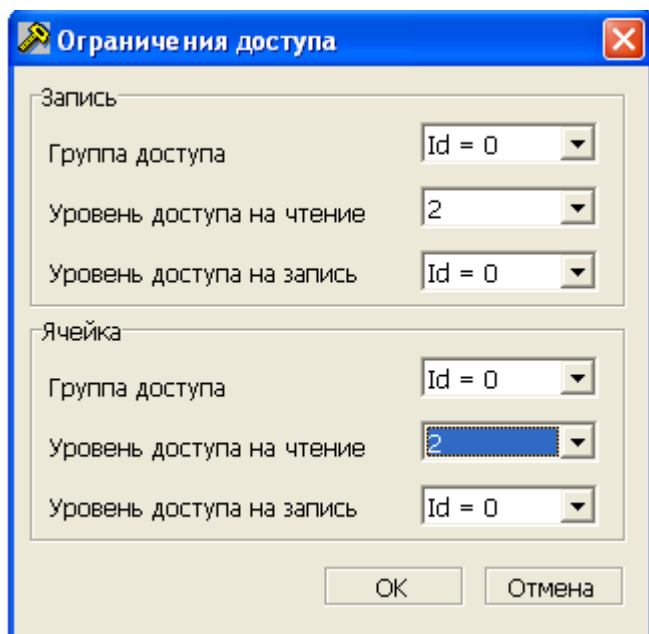 Ограничения доступа
Запись
Группа доступа Id = 0
Уровень доступа на чтение 2
Уровень доступа на запись Id = 0
Ячейка
Группа доступа Id = 0
Уровень доступа на чтение 2
Уровень доступа на запись Id = 0
OK Отмена